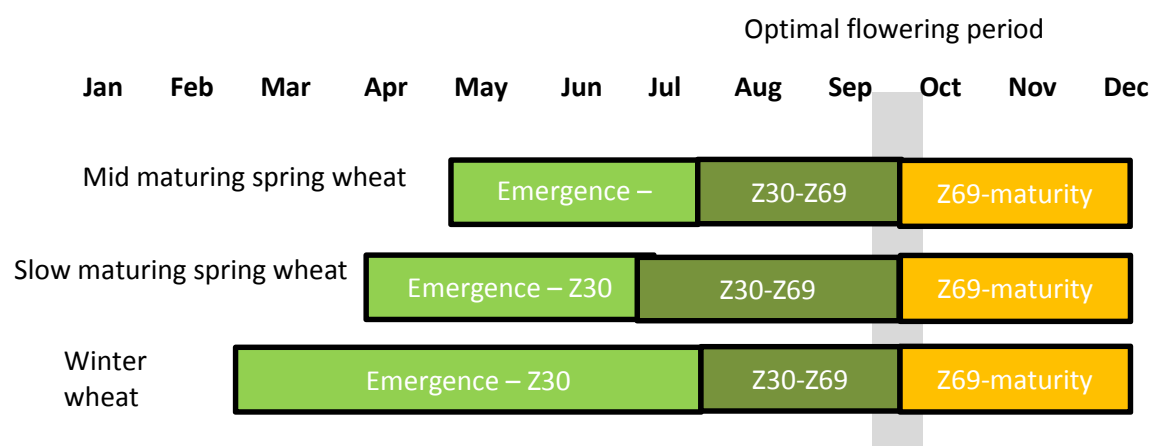 Optimal flowering period
Jan Feb Mar Apr May Jun Jul Aug Sep Oct Nov Dec
Mid maturing spring wheat
Emergence –
Z30-Z69
Z69-maturity
Slow maturing spring wheat
Emergence – Z30
Z30-Z69
Z69-maturity
Winter
wheat
Emergence – Z30
Z30-Z69
Z69-maturity